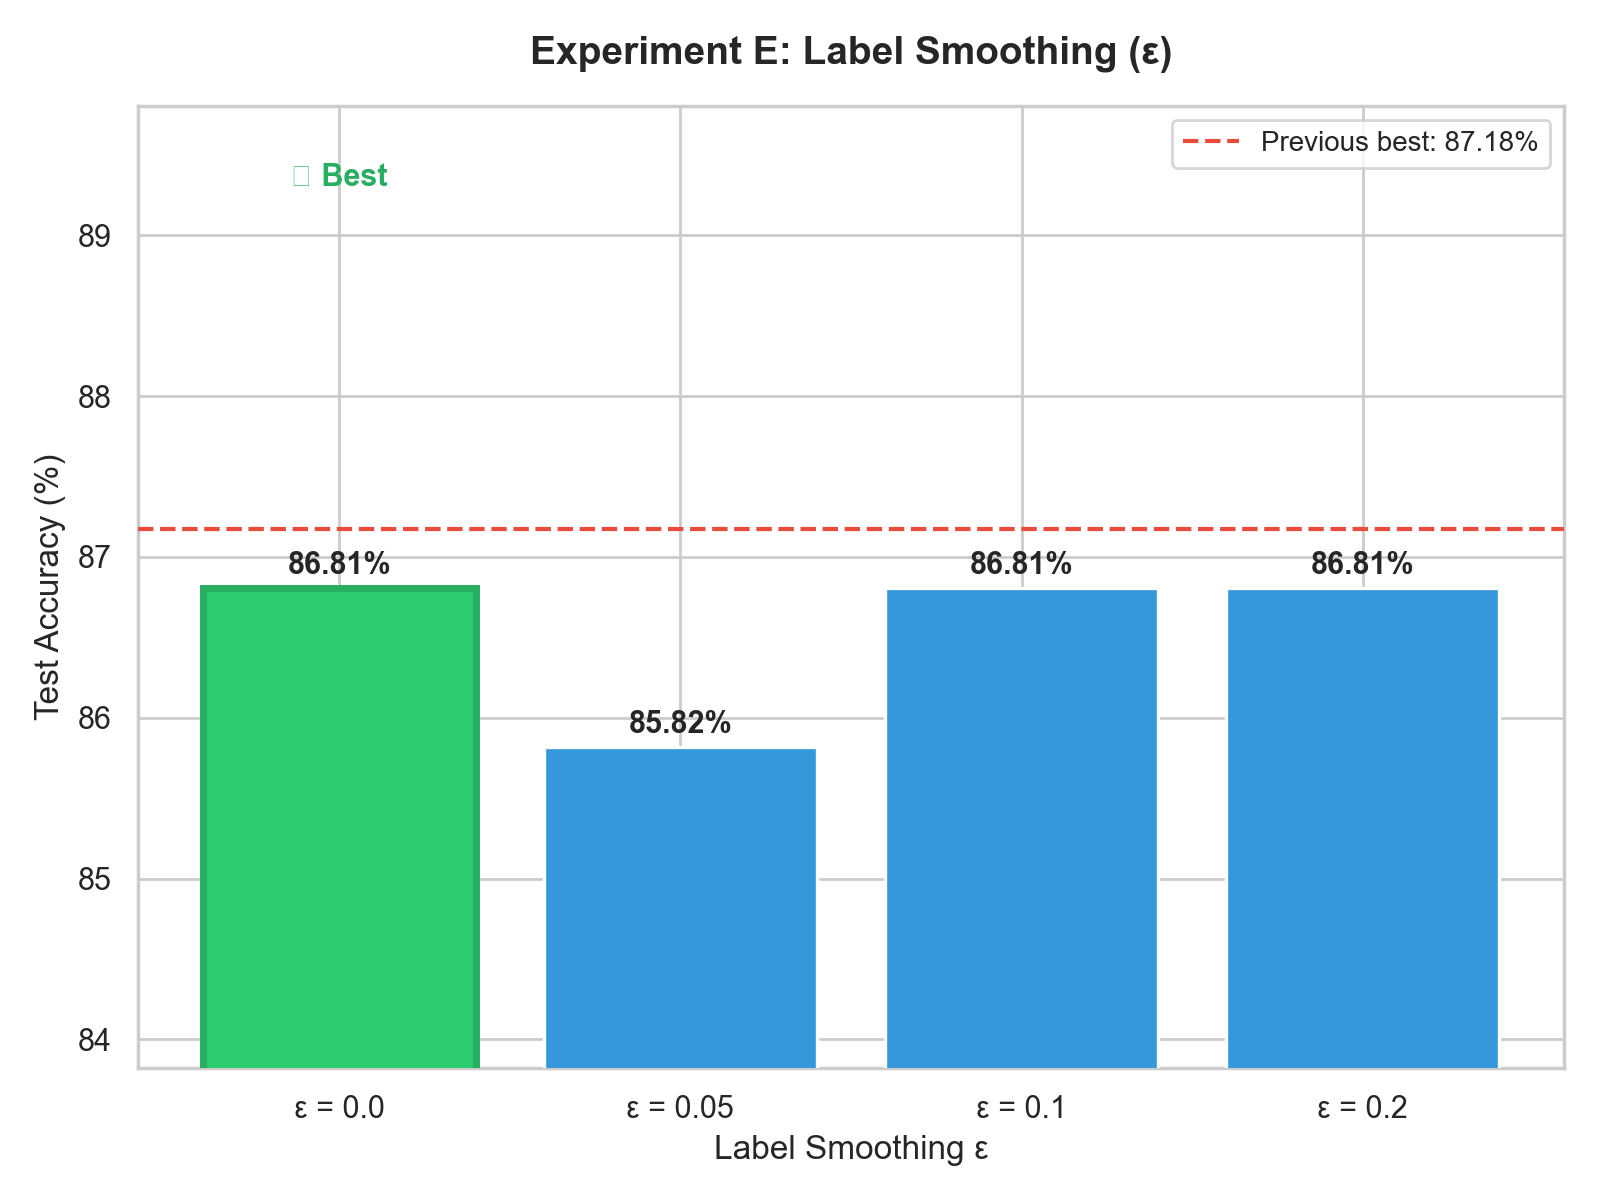 Experiment E: Label Smoothing (ε)
Previous best: 87.18%
▯ Best
89
88
87
86
85
84
Test Accuracy (%)
86.81%
85.82%
86.81%
86.81%
ε = 0.0
ε = 0.05
ε = 0.1
ε = 0.2
Label Smoothing ε